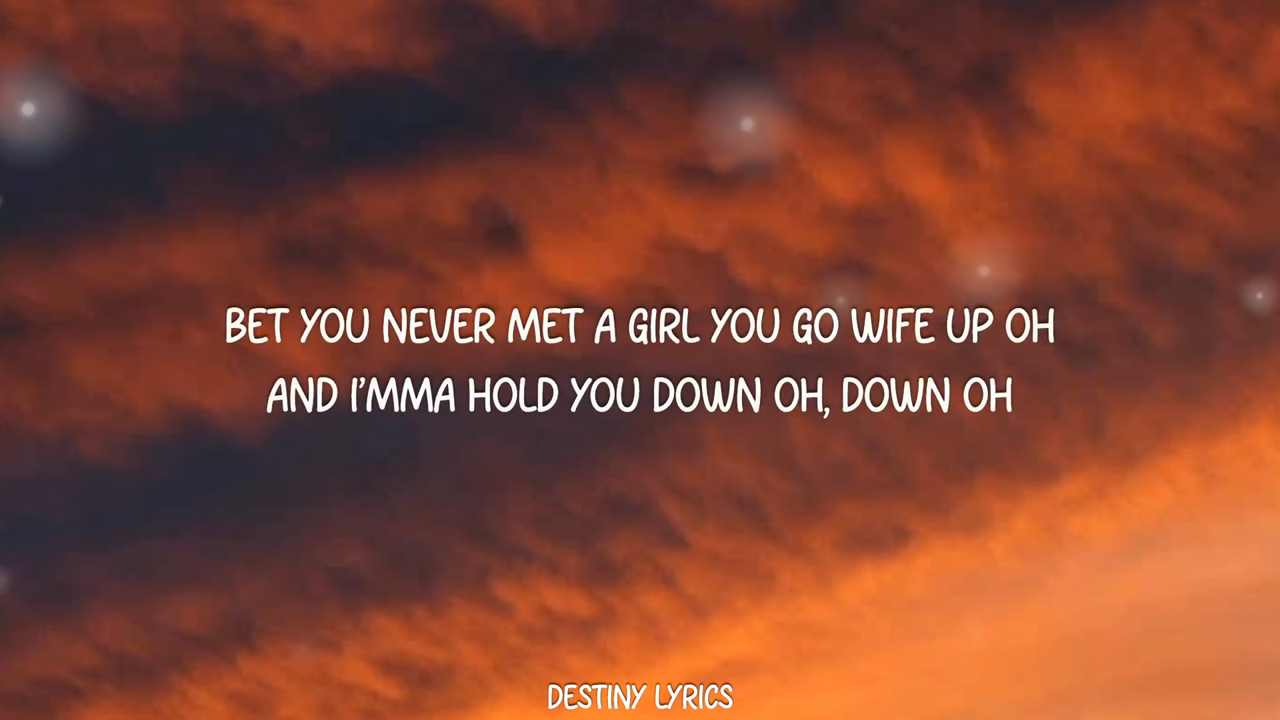 BET YOU NEVER MET A GIRL YOU GO WIFE UP OH
AND I'MMA HOLD YOU DOWN OH, DOWN OH
DESTINY LYRICS